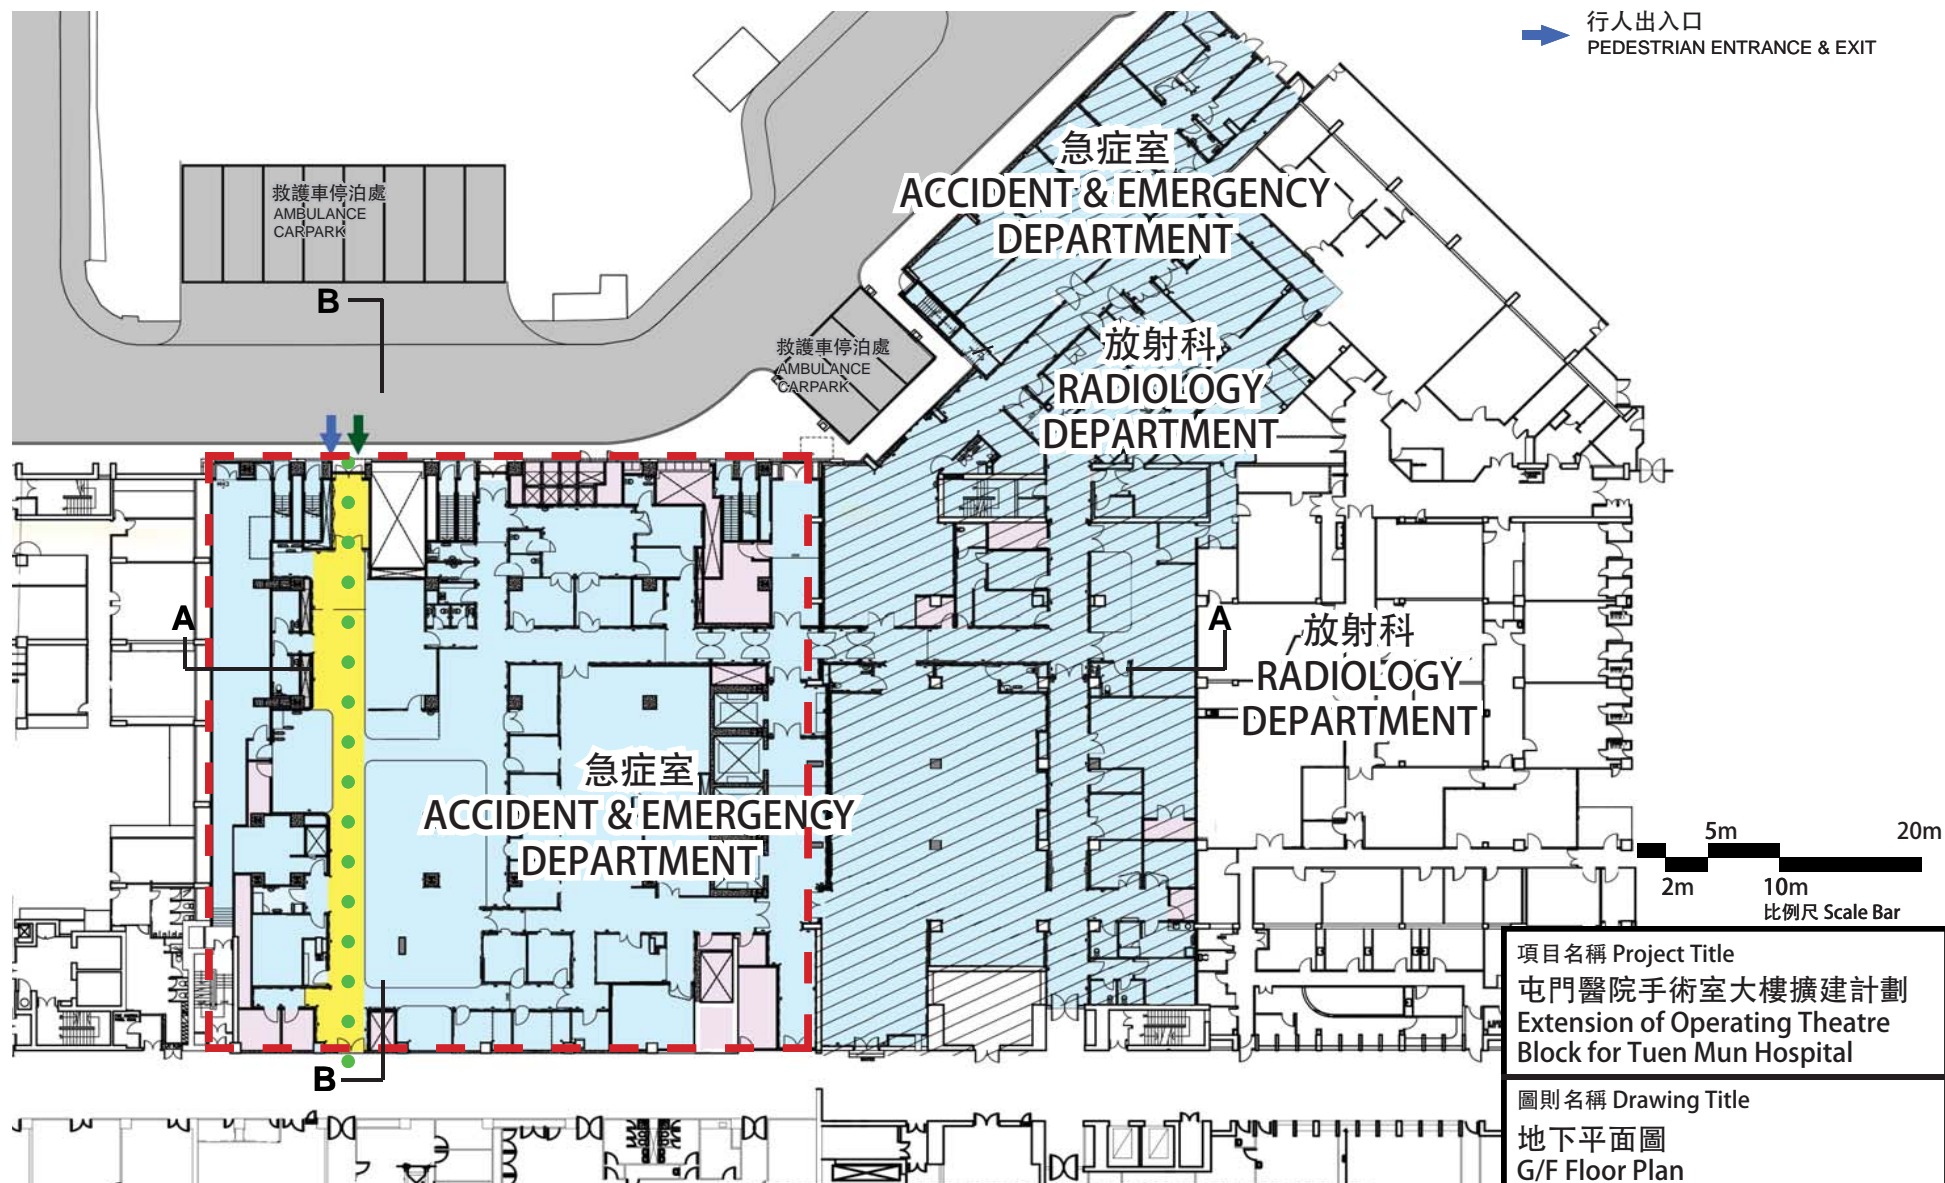 行人出入口
PEDESTRIAN ENTRANCE & EXIT
急症室
ACCIDENT & EMERGENCY
DEPARTMENT
救護車停泊處
AMBULANCE
CARPARK
B
放射科
RADIOLOGY
DEPARTMENT
救護車停泊處
AMBULANCE
CARPARK
A
A
放射科
RADIOLOGY
DEPARTMENT
急症室
ACCIDENT & EMERGENCY
DEPARTMENT
5m 20m
2m 10m
比例尺 Scale Bar
B
項目名稱 Project Title
屯門醫院手術室大樓擴建計劃
Extension of Operating Theatre
Block for Tuen Mun Hospital
圖則名稱 Drawing Title
地下平面圖
G/F Floor Plan